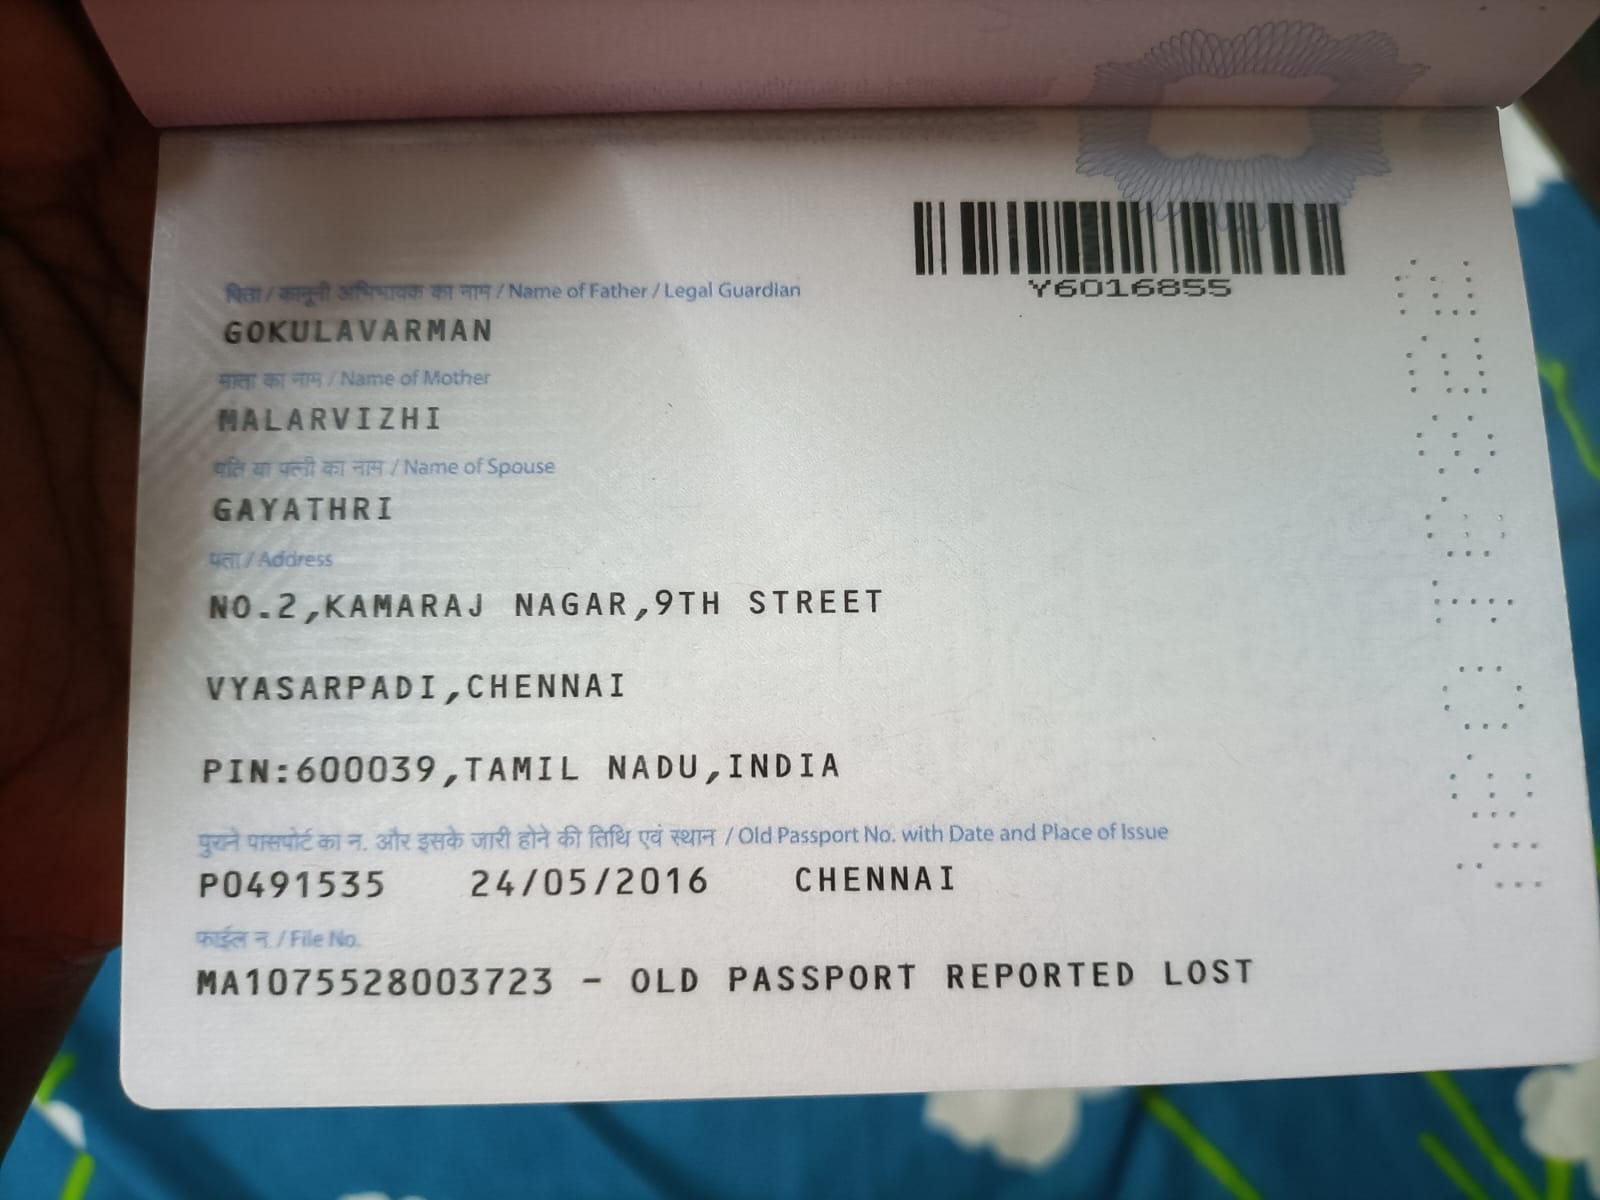 Y6016855
पिता / कानूनी अभिभावक का नाम / Name of Father / Legal Guardian
GOKULAVARMAN
माता का नाम / Name of Mother
MALARVIZHI
पति या पत्नी का नाम / Name of Spouse
GAYATHRI
पता / Address
NO.2,KAMARAJ NAGAR,9TH STREET
VYASARPADI,CHENNAI
PIN:600039,TAMIL NADU,INDIA
पुराने पासपोर्ट का न. और इसके जारी होने की तिथि एवं स्थान / Old Passport No. with Date and Place of Issue
P0491535 24/05/2016 CHENNAI
फाईल न. / File No.
MA1075528003723 - OLD PASSPORT REPORTED LOST